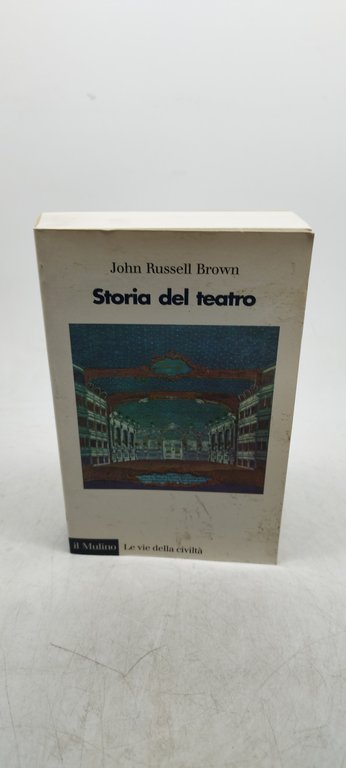 John Russell Brown
Storia del teatro
il Mulino Le vie della civiltà